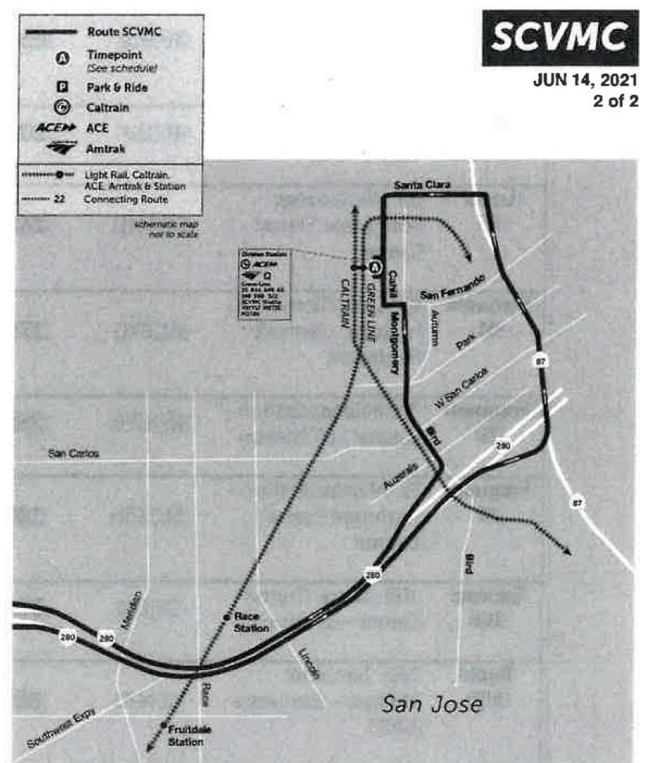 SCVMC
JUN 14, 2021
2 of 2
Route SCVMC
A
Timepoint
(See schedule)
P
Park & Ride
Caltrain
ACE
ACE
Amtrak
Light Rail, Caltrain,
ACE, Amtrak & Station
22
Connecting Route
schematic map
not to scale
Santa Clara
Diridon Station
ACE
Green Line
A
CALTRAIN
GREEN LINE
Cahill
San Fernando
Autumn
Montgomery
Park
87
W San Carlos
Bird
280
San Carlos
Auzerais
87
Bird
280
Meridian
Race
Station
280
280
Lincoln
Race
San Jose
Southwest Expy
Fruitdale
Station